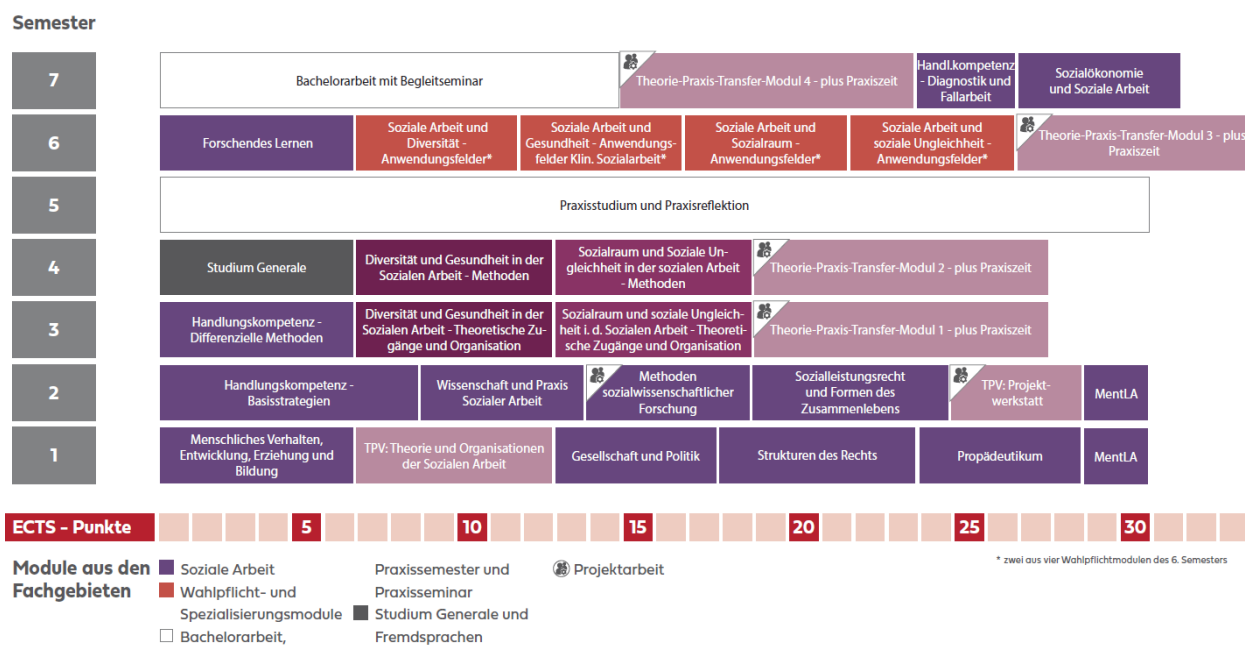 Semester
7
Bachelorarbeit mit Begleitseminar
Theorie-Praxis-Transfer-Modul 4 - plus Praxiszeit
Handl.kompetenz
- Diagnostik und
Fallarbeit
Sozialökonomie
und Soziale Arbeit
6
Forschendes Lernen
Soziale Arbeit und
Diversität -
Anwendungsfelder*
Soziale Arbeit und
Gesundheit - Anwendungs-
felder Klin. Sozialarbeit*
Soziale Arbeit und
Sozialraum -
Anwendungsfelder*
Soziale Arbeit und
soziale Ungleichheit -
Anwendungsfelder*
Theorie-Praxis-Transfer-Modul 3 - plus
Praxiszeit
5
Praxisstudium und Praxisreflektion
4
Studium Generale
Diversität und Gesundheit in der
Sozialen Arbeit - Methoden
Sozialraum und Soziale Un-
gleichheit in der sozialen Arbeit
- Methoden
Theorie-Praxis-Transfer-Modul 2 - plus Praxiszeit
3
Handlungskompetenz -
Differenzielle Methoden
Diversität und Gesundheit in der
Sozialen Arbeit - Theoretische Zu-
gänge und Organisation
Sozialraum und soziale Ungleich-
heit i. d. Sozialen Arbeit - Theoreti-
sche Zugänge und Organisation
Theorie-Praxis-Transfer-Modul 1 - plus Praxiszeit
2
Handlungskompetenz -
Basisstrategien
Wissenschaft und Praxis
Sozialer Arbeit
Methoden
sozialwissenschaftlicher
Forschung
Sozialleistungsrecht
und Formen des
Zusammenlebens
TPV: Projekt-
werkstatt
MentLA
1
Menschliches Verhalten,
Entwicklung, Erziehung und
Bildung
TPV: Theorie und Organisationen
der Sozialen Arbeit
Gesellschaft und Politik
Strukturen des Rechts
Propädeutikum
MentLA
ECTS - Punkte
5
10
15
20
25
30
* zwei aus vier Wahlpflichtmodulen des 6. Semesters
Module aus den
Fachgebieten
Soziale Arbeit
Wahlpflicht- und
Spezialisierungsmodule
Bachelorarbeit,
Praxissemester und
Praxisseminar
Studium Generale und
Fremdsprachen
Projektarbeit